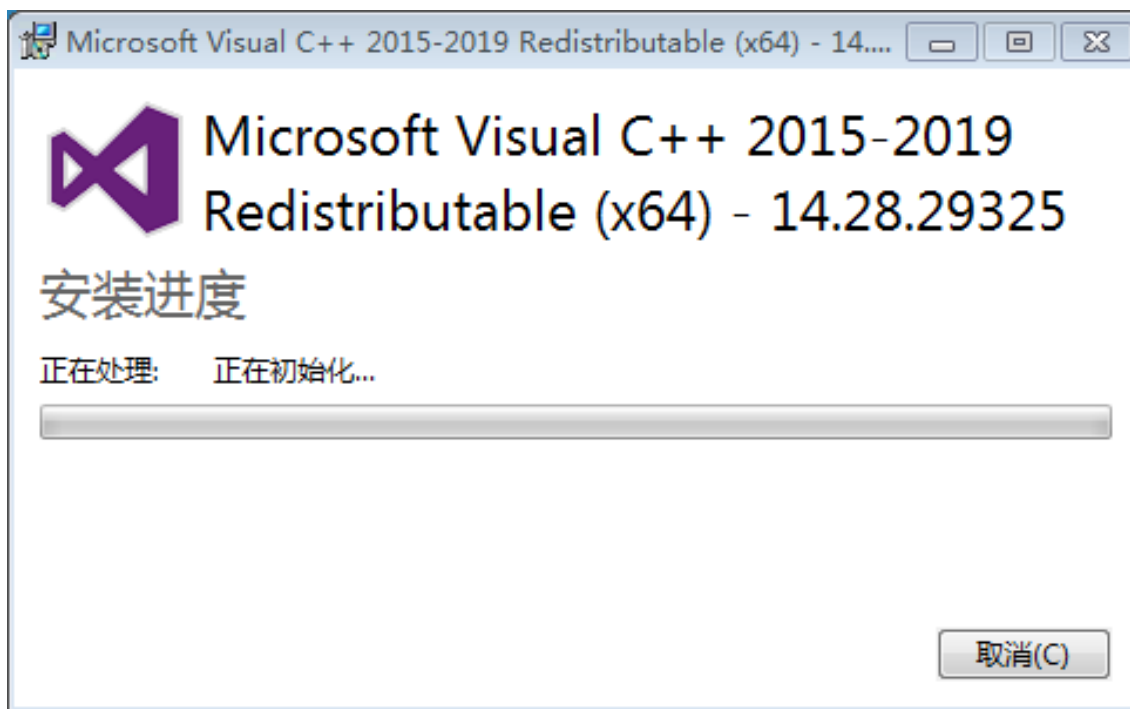 Microsoft Visual C++ 2015-2019 Redistributable (x64) - 14....
Microsoft Visual C++ 2015-2019
Redistributable (x64) - 14.28.29325
安装进度
正在处理: 正在初始化...
取消(C)